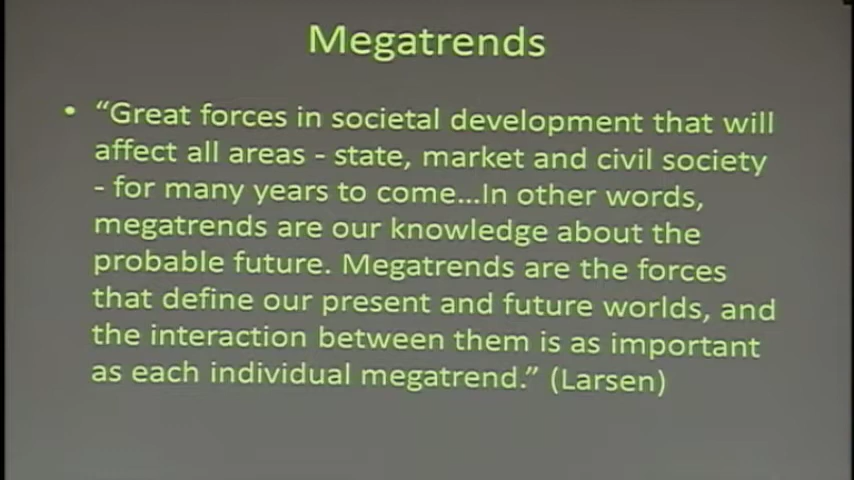 Megatrends
• “Great forces in societal development that will
affect all areas - state, market and civil society
- for many years to come...In other words,
megatrends are our knowledge about the
probable future. Megatrends are the forces
that define our present and future worlds, and
the interaction between them is as important
as each individual megatrend.” (Larsen)